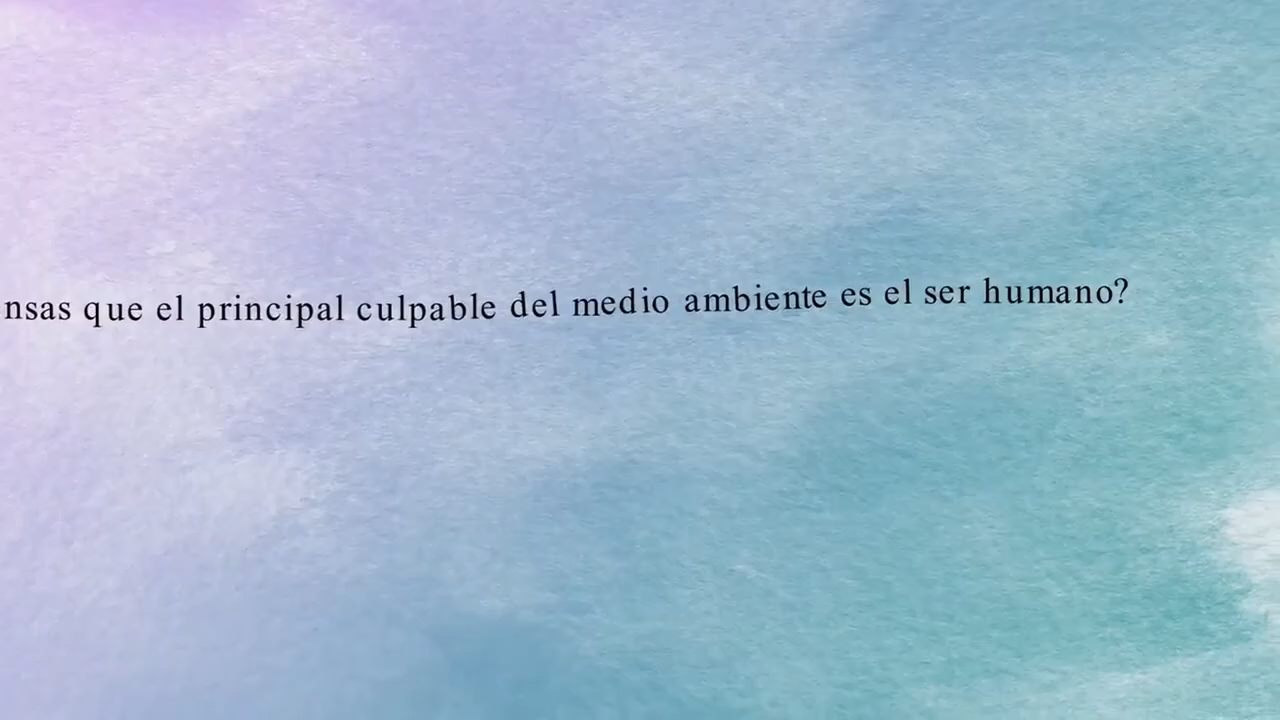 nsas que el principal culpable del medio ambiente es el ser humano?